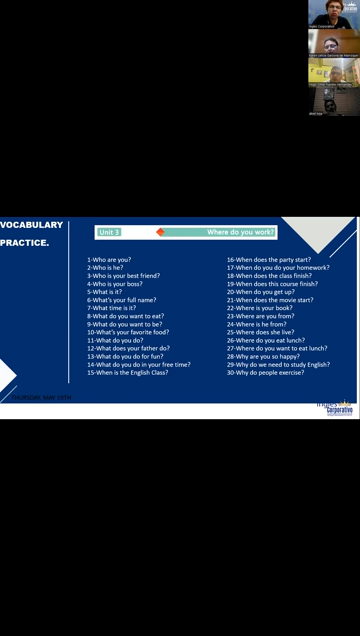 VOCABULARY
PRACTICE.
Unit 3
Where do you work?
1-Who are you?
2-Who is he?
3-Who is your best friend?
4-Who is your boss?
5-What is it?
6-What's your full name?
7-What time is it?
8-What do you want to eat?
9-What do you want to be?
10-What's your favorite food?
11-What do you do?
12-What does your father do?
13-What do you do for fun?
14-What do you do in your free time?
15-When is the English Class?
16-When does the party start?
17-When do you do your homework?
18-When does the class finish?
19-When does this course finish?
20-When do you get up?
21-When does the movie start?
22-Where is your book?
23-Where are you from?
24-Where is he from?
25-Where does she live?
26-Where do you eat lunch?
27-Where do you want to eat lunch?
28-Why are you so happy?
29-Why do we need to study English?
30-Why do people exercise?
THURSDAY, MAY 19TH
Inglés
Corporativo